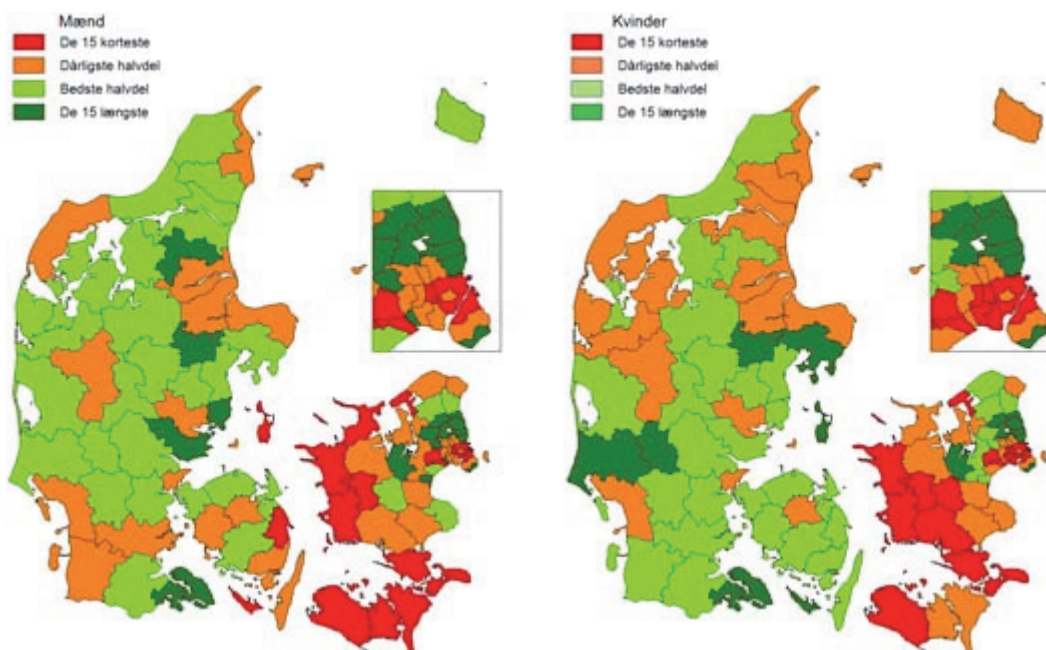 Mænd
De 15 korteste
Dårligste halvdel
Bedste halvdel
De 15 længste
Kvinder
De 15 korteste
Dårligste halvdel
Bedste halvdel
De 15 længste